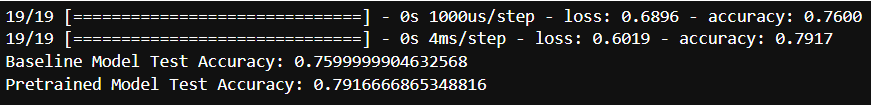 19/19 [==============================] - 0s 1000us/step - loss: 0.6896 - accuracy: 0.7600
19/19 [==============================] - 0s 4ms/step - loss: 0.6019 - accuracy: 0.7917
Baseline Model Test Accuracy: 0.7599999904632568
Pretrained Model Test Accuracy: 0.7916666865348816